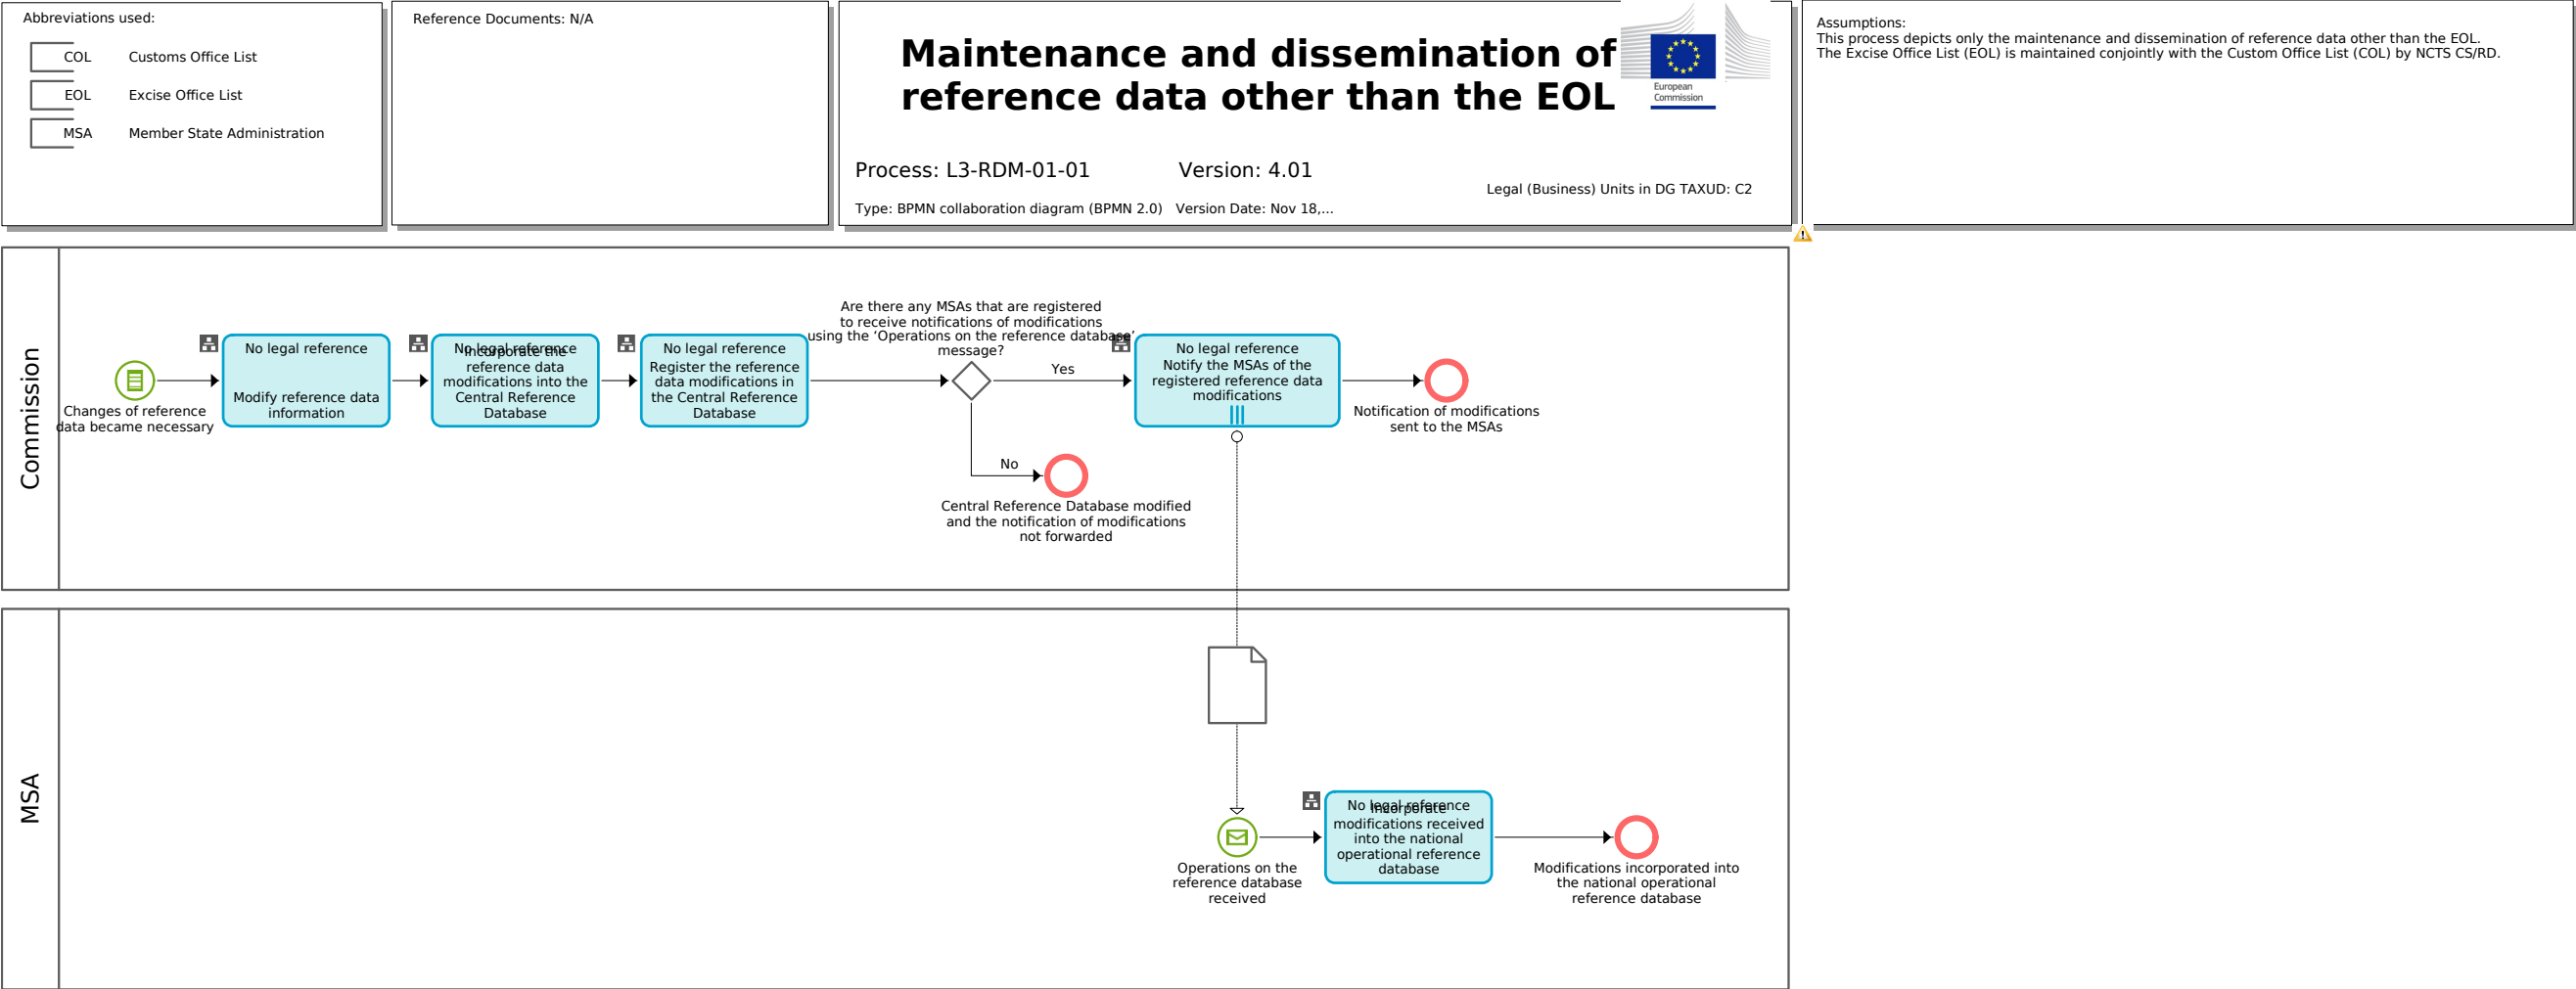 Abbreviations used:
COL Customs Office List
EOL Excise Office List
MSA Member State Administration
Reference Documents: N/A
Maintenance and dissemination of
reference data other than the EOL
European
Commission
Process: L3-RDM-01-01 Version: 4.01
Legal (Business) Units in DG TAXUD: C2
Type: BPMN collaboration diagram (BPMN 2.0) Version Date: Nov 18,...
Assumptions:
This process depicts only the maintenance and dissemination of reference data other than the EOL.
The Excise Office List (EOL) is maintained conjointly with the Custom Office List (COL) by NCTS CS/RD.
Commission
Changes of reference
data became necessary
No legal reference
Modify reference data
information
No legal reference
Incorporate the
reference data
modifications into the
Central Reference
Database
No legal reference
Register the reference
data modifications in
the Central Reference
Database
Are there any MSAs that are registered
to receive notifications of modifications
using the ‘Operations on the reference database’
message?
Yes
No
Central Reference Database modified
and the notification of modifications
not forwarded
No legal reference
Notify the MSAs of the
registered reference data
modifications
Notification of modifications
sent to the MSAs
MSA
Operations on the
reference database
received
No legal reference
Incorporate
modifications received
into the national
operational reference
database
Modifications incorporated into
the national operational
reference database